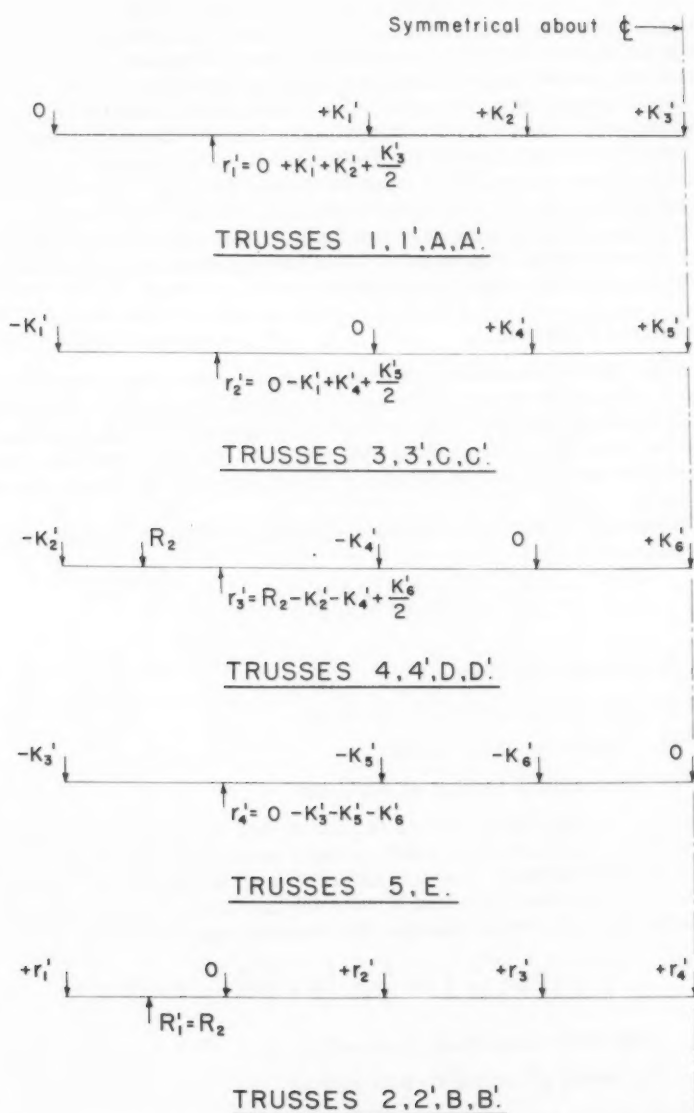 Symmetrical about ℄
0 +K₁' +K₂' +K₃'
r₁' = 0 +K₁'+K₂'+K₃'/2
TRUSSES 1, 1', A, A'.
-K₁' 0 +K₄' +K₅'
r₂' = 0 -K₁'+K₄'+K₅'/2
TRUSSES 3, 3', C, C'.
-K₂' R₂ -K₄' 0 +K₆'
r₃' = R₂-K₂'-K₄'+K₆'/2
TRUSSES 4, 4', D, D'.
-K₃' -K₅' -K₆' 0
r₄' = 0 -K₃'-K₅'-K₆'
TRUSSES 5, E.
+r₁' 0 +r₂' +r₃' +r₄'
R₁' = R₂
TRUSSES 2, 2', B, B'.